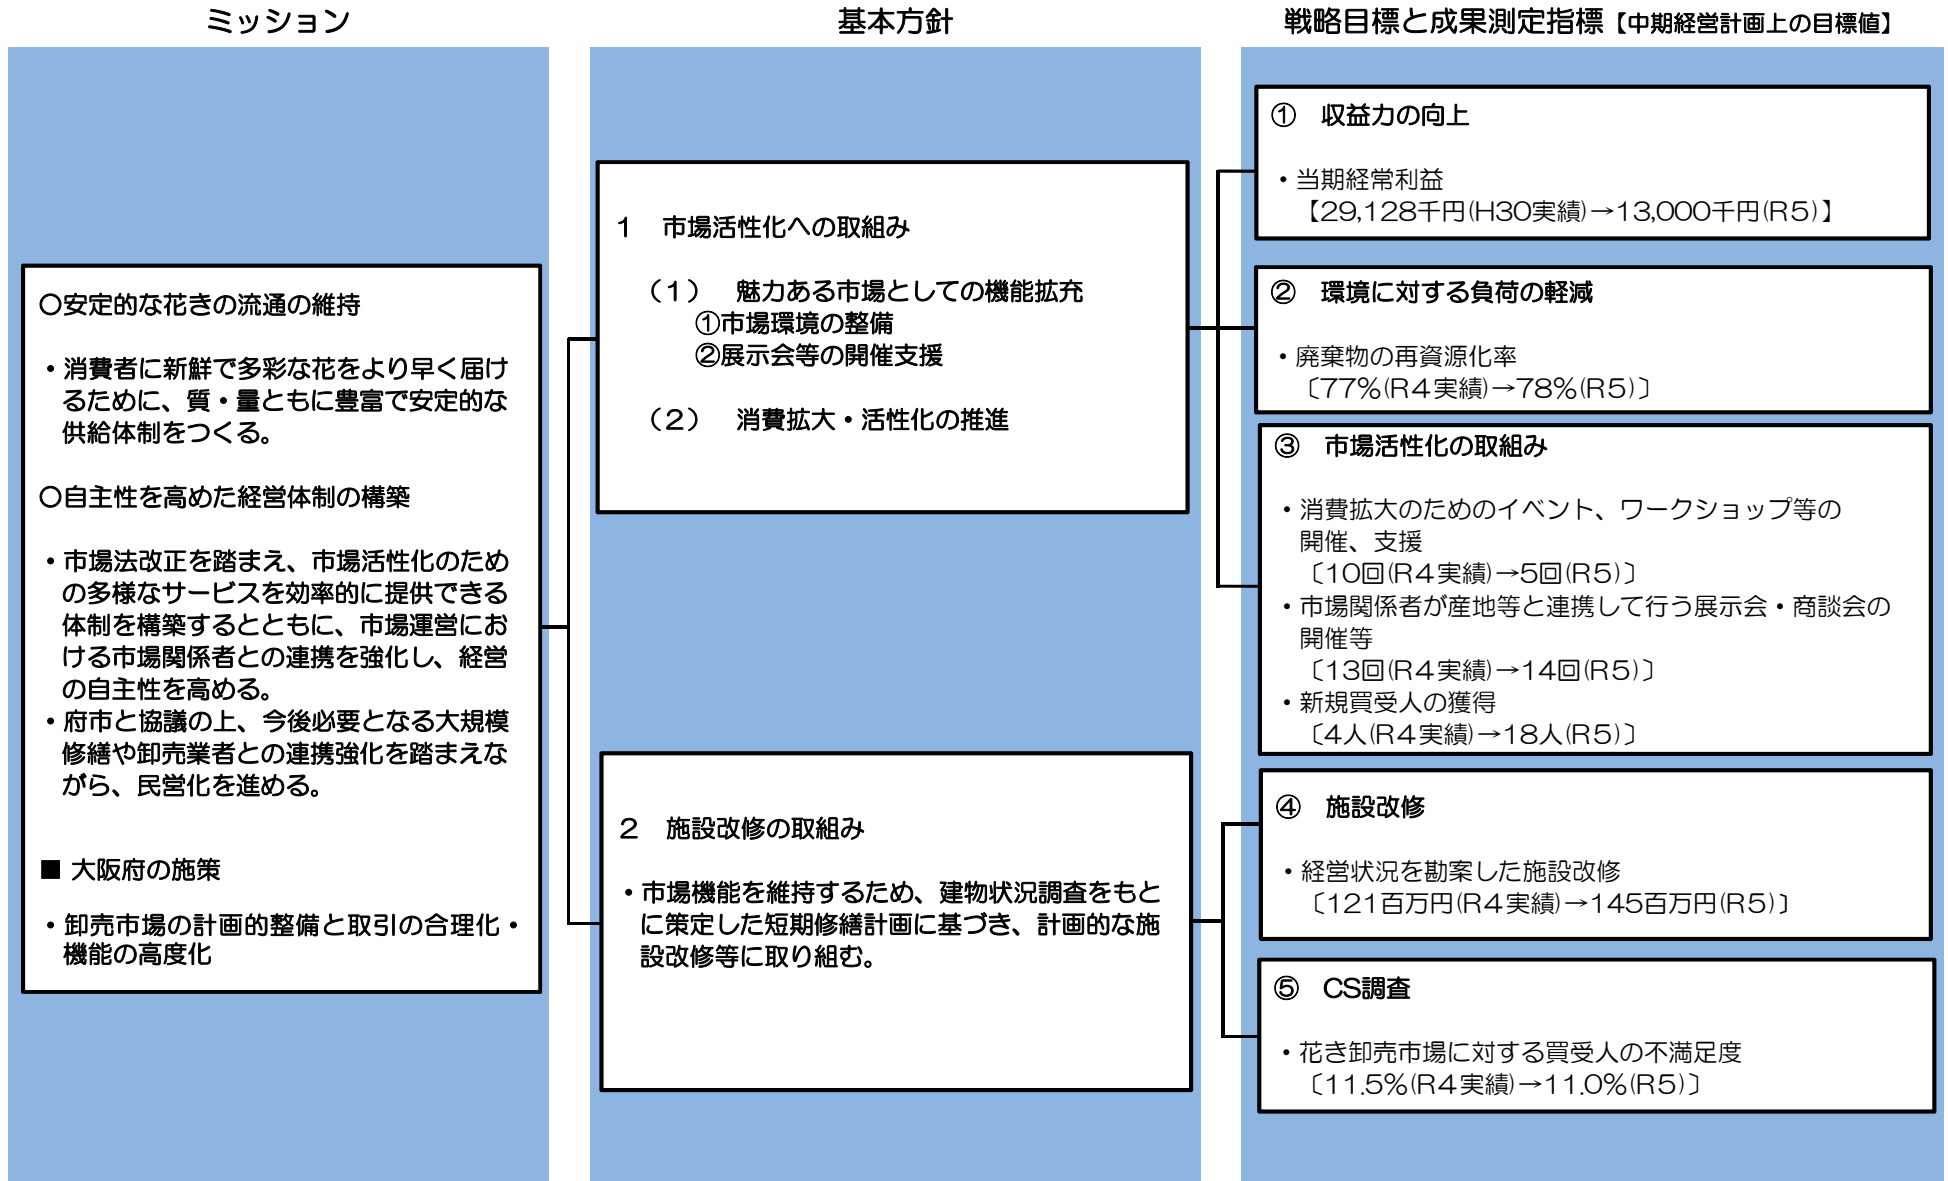 ミッション
○安定的な花きの流通の維持
・消費者に新鮮で多彩な花をより早く届け
るために、質・量ともに豊富で安定的な
供給体制をつくる。
○自主性を高めた経営体制の構築
・市場法改正を踏まえ、市場活性化のため
の多様なサービスを効率的に提供できる
体制を構築するとともに、市場運営にお
ける市場関係者との連携を強化し、経営
の自主性を高める。
・府市と協議の上、今後必要となる大規模
修繕や卸売業者との連携強化を踏まえな
がら、民営化を進める。
■ 大阪府の施策
・卸売市場の計画的整備と取引の合理化・
機能の高度化
基本方針
1 市場活性化への取組み
（1） 魅力ある市場としての機能拡充
①市場環境の整備
②展示会等の開催支援
（2） 消費拡大・活性化の推進
2 施設改修の取組み
・市場機能を維持するため、建物状況調査をもと
に策定した短期修繕計画に基づき、計画的な施
設改修等に取り組む。
戦略目標と成果測定指標【中期経営計画上の目標値】
① 収益力の向上
・当期経常利益
【29,128千円(H30実績)→13,000千円(R5)】
② 環境に対する負荷の軽減
・廃棄物の再資源化率
〔77%(R4実績)→78%(R5)〕
③ 市場活性化の取組み
・消費拡大のためのイベント、ワークショップ等の
開催、支援
〔10回(R4実績)→5回(R5)〕
・市場関係者が産地等と連携して行う展示会・商談会の
開催等
〔13回(R4実績)→14回(R5)〕
・新規買受人の獲得
〔4人(R4実績)→18人(R5)〕
④ 施設改修
・経営状況を勘案した施設改修
〔121百万円(R4実績)→145百万円(R5)〕
⑤ CS調査
・花き卸売市場に対する買受人の不満足度
〔11.5%(R4実績)→11.0%(R5)〕